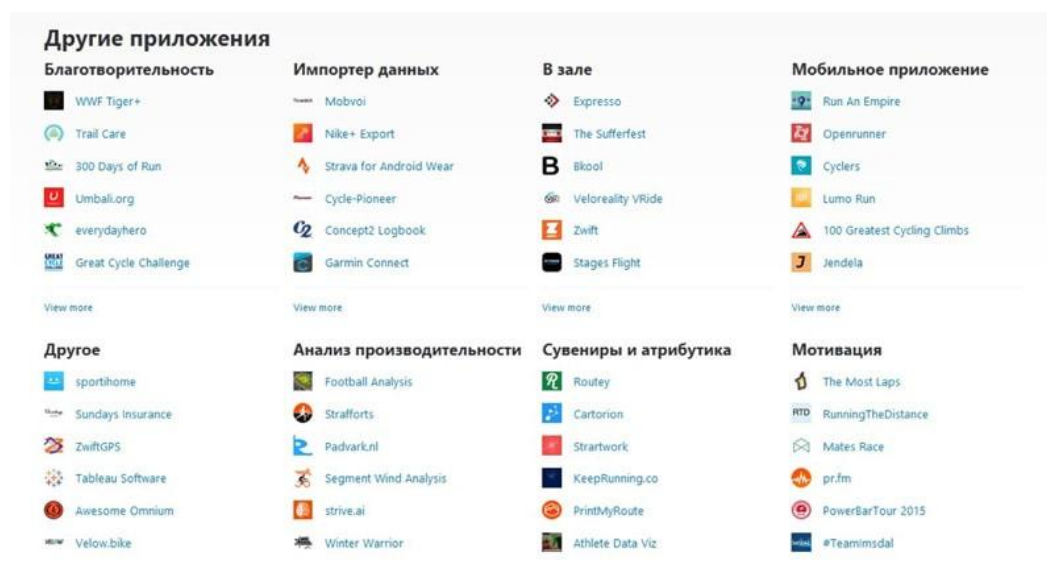 Другие приложения
Благотворительность
WWF Tiger+
Trail Care
300 Days of Run
Umbali.org
everydayhero
Great Cycle Challenge
View more
Импортер данных
Mobvoi
Nike+ Export
Strava for Android Wear
Cycle-Pioneer
Concept2 Logbook
Garmin Connect
View more
В зале
Expresso
The Sufferfest
B
Bkool
Veloreality VRide
Zwift
Stages Flight
View more
Мобильное приложение
Run An Empire
Openrunner
Cyclers
Lumo Run
100 Greatest Cycling Climbs
J
Jendela
View more
Другое
sportihome
Sundays Insurance
ZwiftGPS
Tableau Software
Awesome Omnium
Velow.bike
Анализ производительности
Football Analysis
Strafforts
Padvark.nl
Segment Wind Analysis
strive.ai
Winter Warrior
Сувениры и атрибутика
R
Routey
Cartorion
Strartwork
KeepRunning.co
PrintMyRoute
Athlete Data Viz
Мотивация
The Most Laps
RTD
RunningTheDistance
Mates Race
pr.fm
PowerBarTour 2015
#Teamimsdal